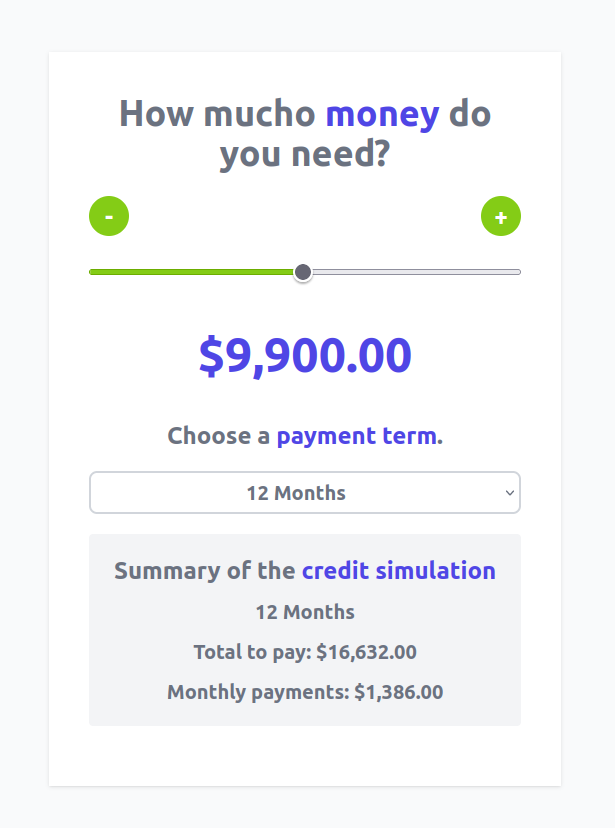 How mucho money do
you need?
-
+
$9,900.00
Choose a payment term.
12 Months
Summary of the credit simulation
12 Months
Total to pay: $16,632.00
Monthly payments: $1,386.00